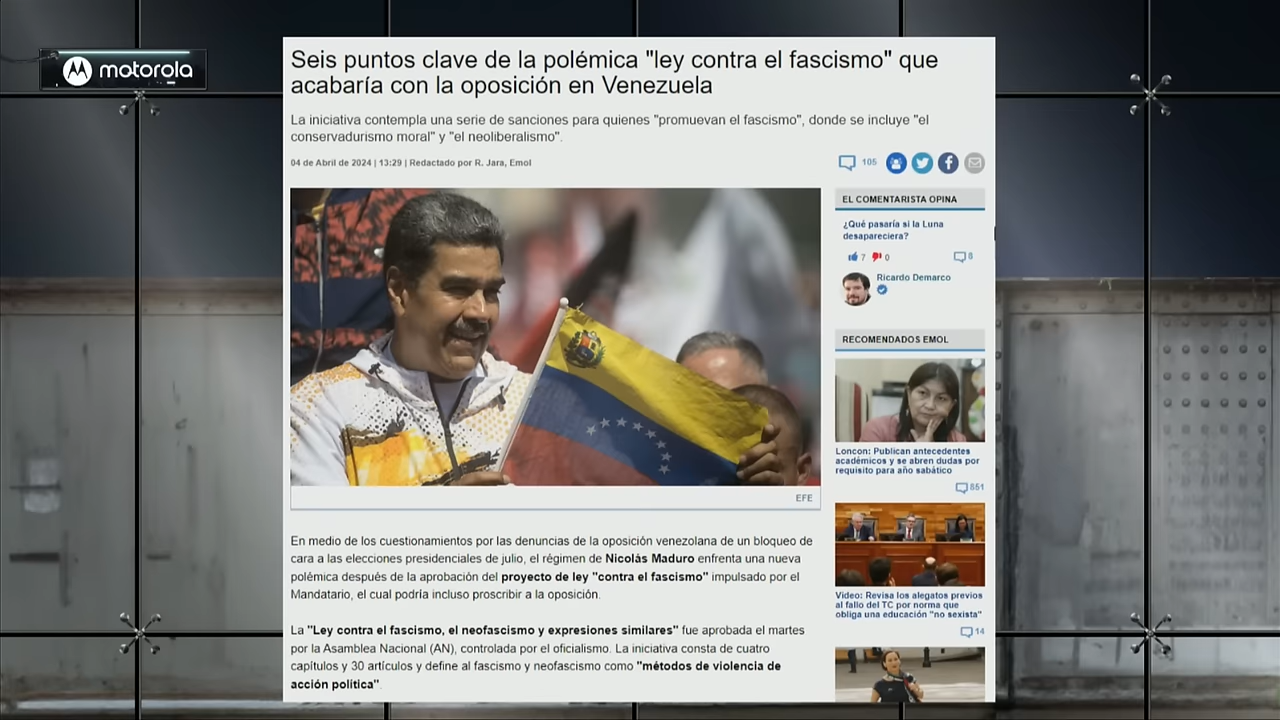 motorola
Seis puntos clave de la polémica "ley contra el fascismo" que
acabaría con la oposición en Venezuela
La iniciativa contempla una serie de sanciones para quienes "promuevan el fascismo", donde se incluye "el
conservadurismo moral" y "el neoliberalismo".
04 de Abril de 2024 | 13:29 | Redactado por R. Jara, Emol
105
EFE
En medio de los cuestionamientos por las denuncias de la oposición venezolana de un bloqueo de
cara a las elecciones presidenciales de julio, el régimen de Nicolás Maduro enfrenta una nueva
polémica después de la aprobación del proyecto de ley "contra el fascismo" impulsado por el
Mandatario, el cual podría incluso proscribir a la oposición.
La "Ley contra el fascismo, el neofascismo y expresiones similares" fue aprobada el martes
por la Asamblea Nacional (AN), controlada por el oficialismo. La iniciativa consta de cuatro
capítulos y 30 artículos y define al fascismo y neofascismo como "métodos de violencia de
acción política".
EL COMENTARISTA OPINA
¿Qué pasaría si la Luna
desapareciera?
7 0 8
Ricardo Demarco
RECOMENDADOS EMOL
Loncon: Publican antecedentes
académicos y se abren dudas por
requisito para año sabático
851
Video: Revisa los alegatos previos
al fallo del TC por norma que
obliga una educación "no sexista"
14